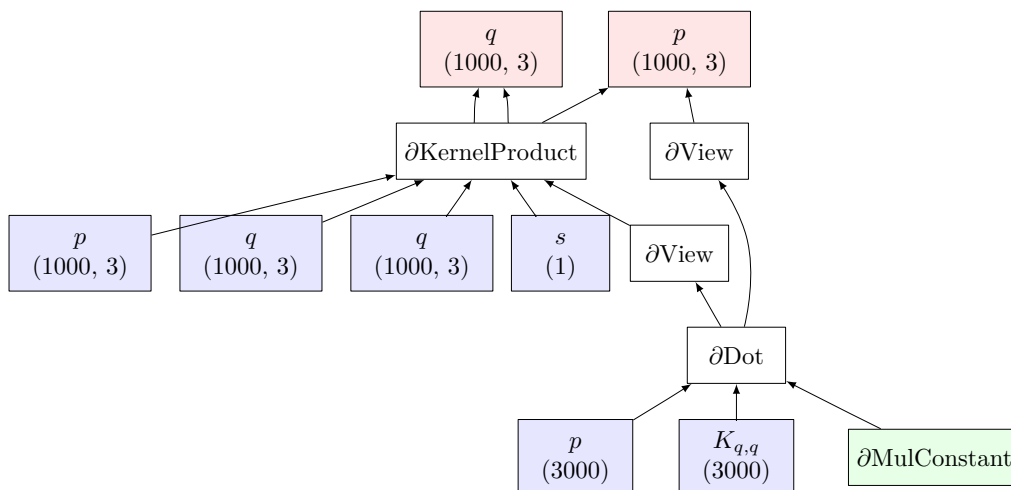 q
(1000, 3)
p
(1000, 3)
∂KernelProduct
∂View
p
(1000, 3)
q
(1000, 3)
q
(1000, 3)
s
(1)
∂View
∂Dot
p
(3000)
K_{q,q}
(3000)
∂MulConstant